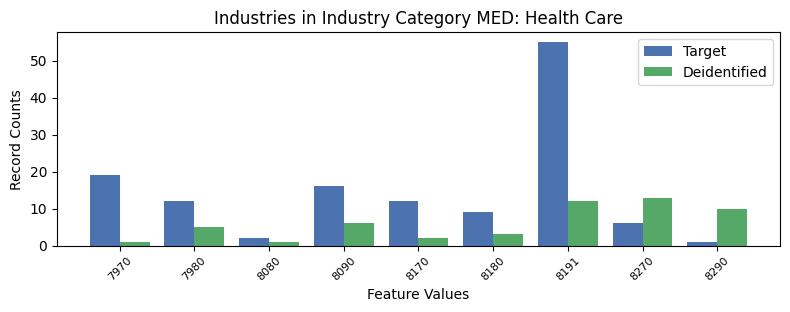 Industries in Industry Category MED: Health Care
Target
Deidentified
Record Counts
50
40
30
20
10
0
7970 7980 8080 8090 8170 8180 8191 8270 8290
Feature Values